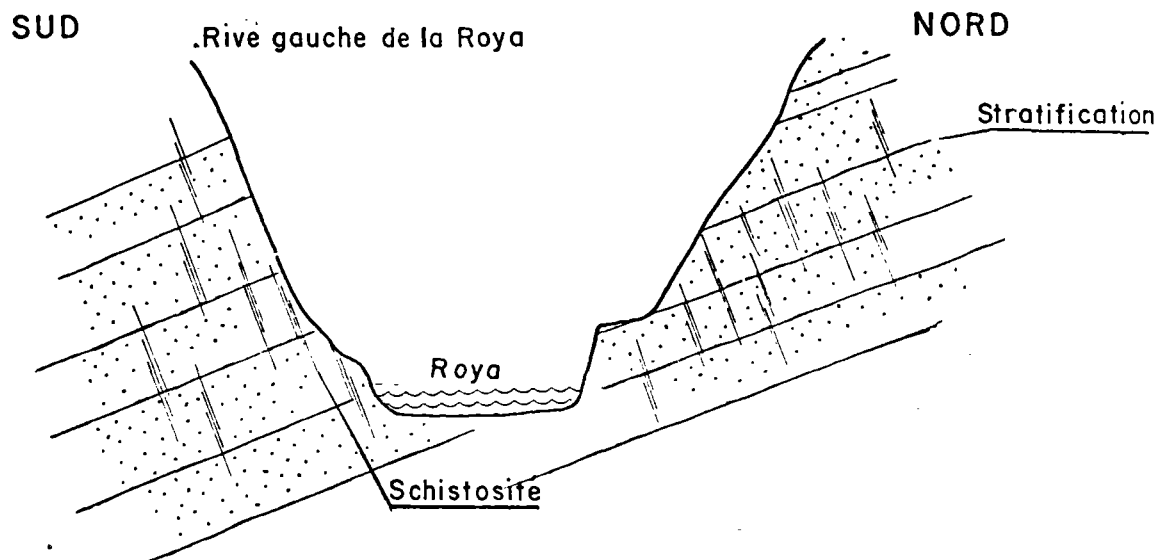 SUD
.Rive gauche de la Roya
NORD
Stratification
Roya
Schistosite